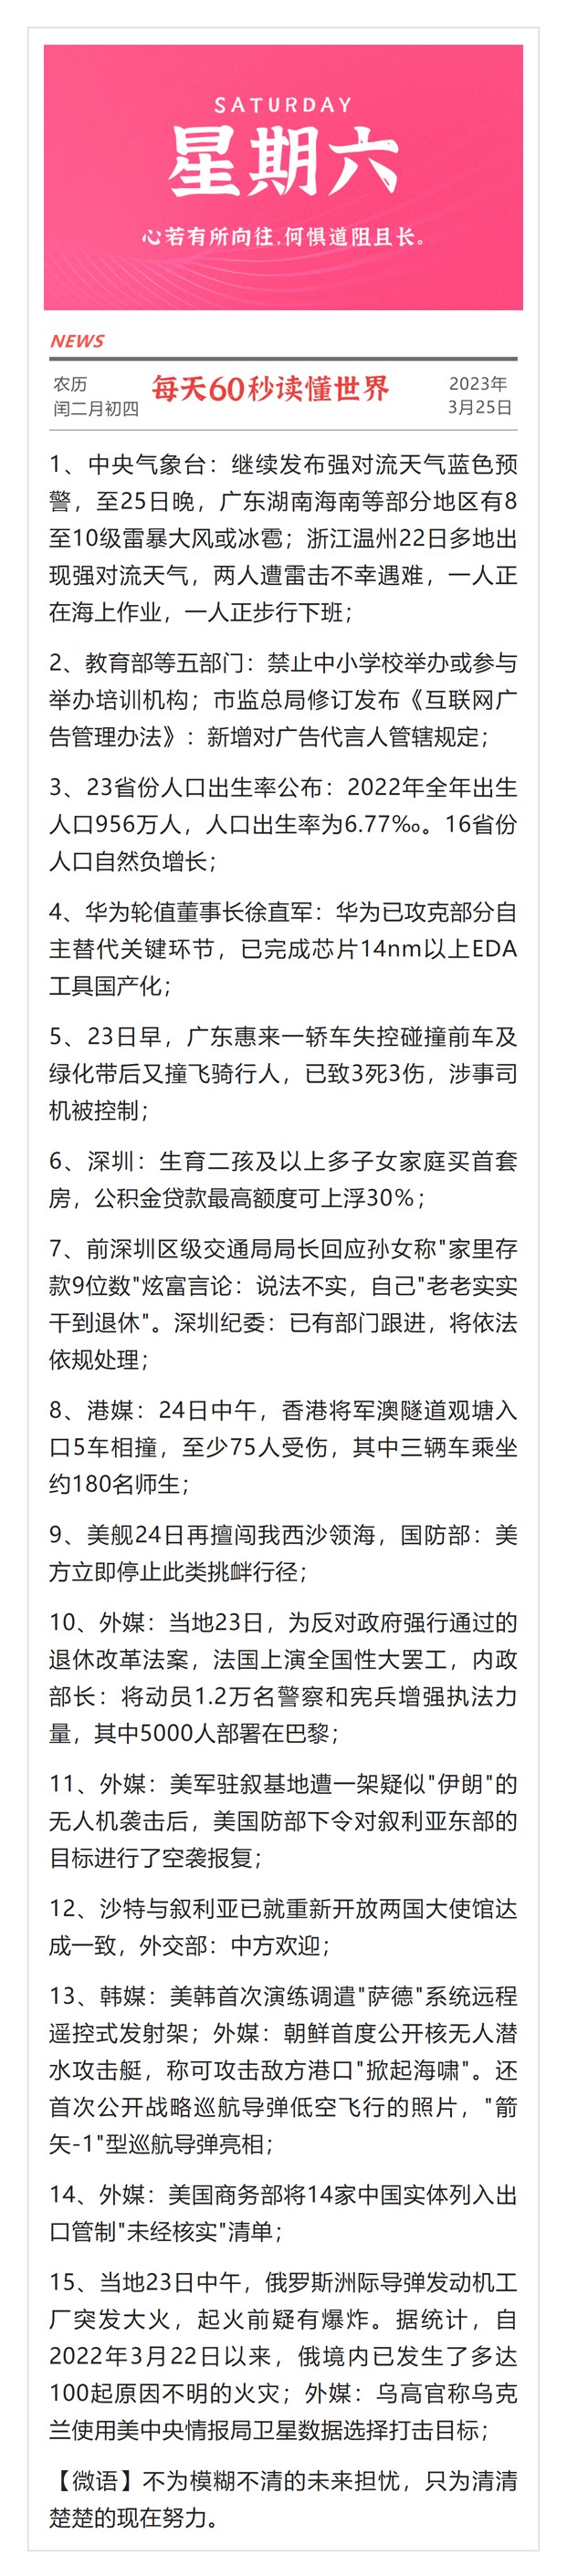 SATURDAY
星期六
心若有所向往,何惧道阻且长。
NEWS
农历
闰二月初四
每天60秒读懂世界
2023年
3月25日
1、中央气象台：继续发布强对流天气蓝色预
警，至25日晚，广东湖南海南等部分地区有8
至10级雷暴大风或冰雹；浙江温州22日多地出
现强对流天气，两人遭雷击不幸遇难，一人正
在海上作业，一人正步行下班；
2、教育部等五部门：禁止中小学校举办或参与
举办培训机构；市监总局修订发布《互联网广
告管理办法》：新增对广告代言人管辖规定；
3、23省份人口出生率公布：2022年全年出生
人口956万人，人口出生率为6.77‰。16省份
人口自然负增长；
4、华为轮值董事长徐直军：华为已攻克部分自
主替代关键环节，已完成芯片14nm以上EDA
工具国产化；
5、23日早，广东惠来一轿车失控碰撞前车及
绿化带后又撞飞骑行人，已致3死3伤，涉事司
机被控制；
6、深圳：生育二孩及以上多子女家庭买首套
房，公积金贷款最高额度可上浮30%；
7、前深圳区级交通局局长回应孙女称"家里存
款9位数"炫富言论：说法不实，自己"老老实实
干到退休"。深圳纪委：已有部门跟进，将依法
依规处理；
8、港媒：24日中午，香港将军澳隧道观塘入
口5车相撞，至少75人受伤，其中三辆车乘坐
约180名师生；
9、美舰24日再擅闯我西沙领海，国防部：美
方立即停止此类挑衅行径；
10、外媒：当地23日，为反对政府强行通过的
退休改革法案，法国上演全国性大罢工，内政
部长：将动员1.2万名警察和宪兵增强执法力
量，其中5000人部署在巴黎；
11、外媒：美军驻叙基地遭一架疑似"伊朗"的
无人机袭击后，美国防部下令对叙利亚东部的
目标进行了空袭报复；
12、沙特与叙利亚已就重新开放两国大使馆达
成一致，外交部：中方欢迎；
13、韩媒：美韩首次演练调遣"萨德"系统远程
遥控式发射架；外媒：朝鲜首度公开核无人潜
水攻击艇，称可攻击敌方港口"掀起海啸"。还
首次公开战略巡航导弹低空飞行的照片，"箭
矢-1"型巡航导弹亮相；
14、外媒：美国商务部将14家中国实体列入出
口管制"未经核实"清单；
15、当地23日中午，俄罗斯洲际导弹发动机工
厂突发大火，起火前疑有爆炸。据统计，自
2022年3月22日以来，俄境内已发生了多达
100起原因不明的火灾；外媒：乌高官称乌克
兰使用美中央情报局卫星数据选择打击目标；
【微语】不为模糊不清的未来担忧，只为清清
楚楚的现在努力。